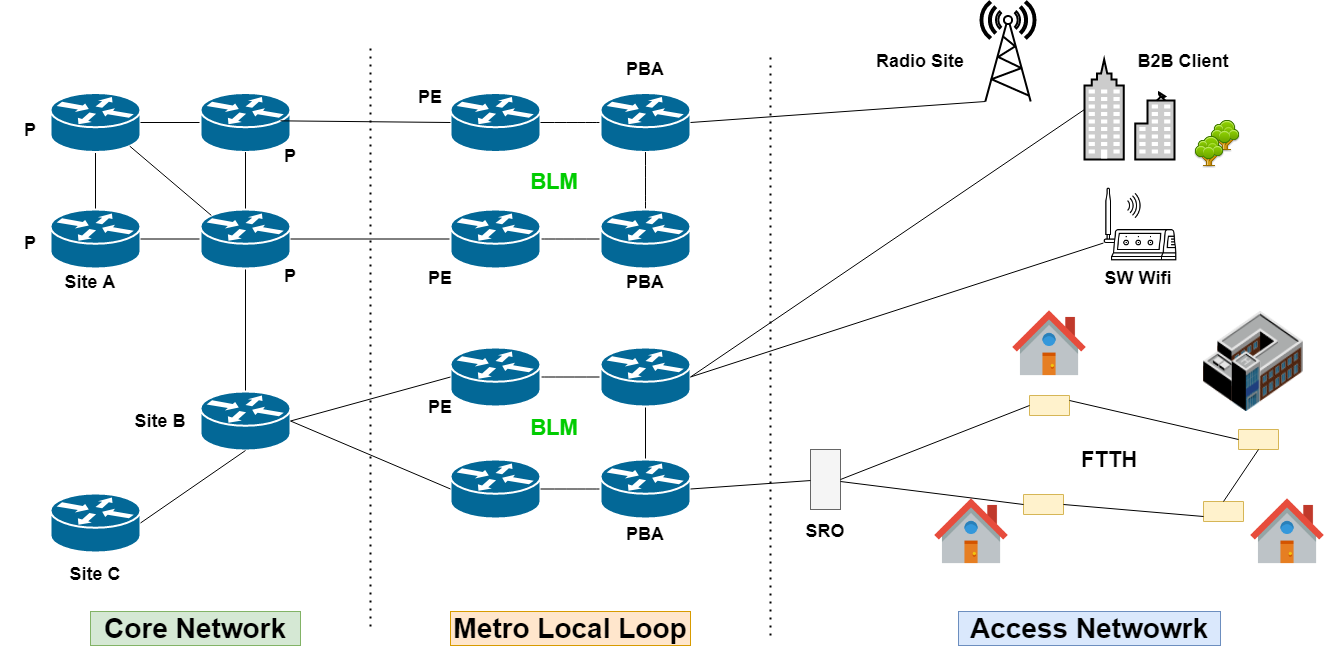 Radio Site
B2B Client
PBA
PE
P
P
BLM
P
Site A
P
PE
PBA
SW Wifi
PE
Site B
BLM
FTTH
SRO
PBA
Site C
Core Network
Metro Local Loop
Access Netwowrk